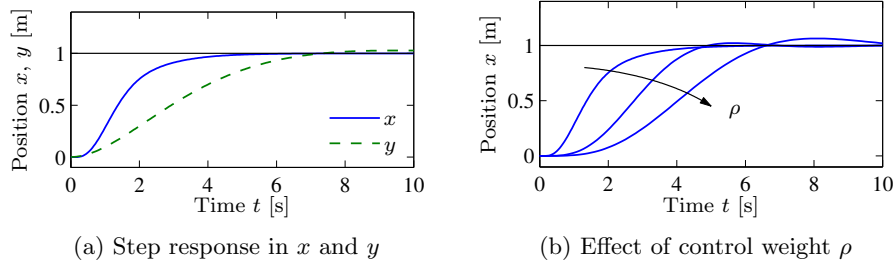 Position x, y [m]
1
0.5
0
0 2 4 6 8 10
Time t [s]
x
y
(a) Step response in x and y
Position x [m]
1
0.5
0
0 2 4 6 8 10
Time t [s]
ρ
(b) Effect of control weight ρ